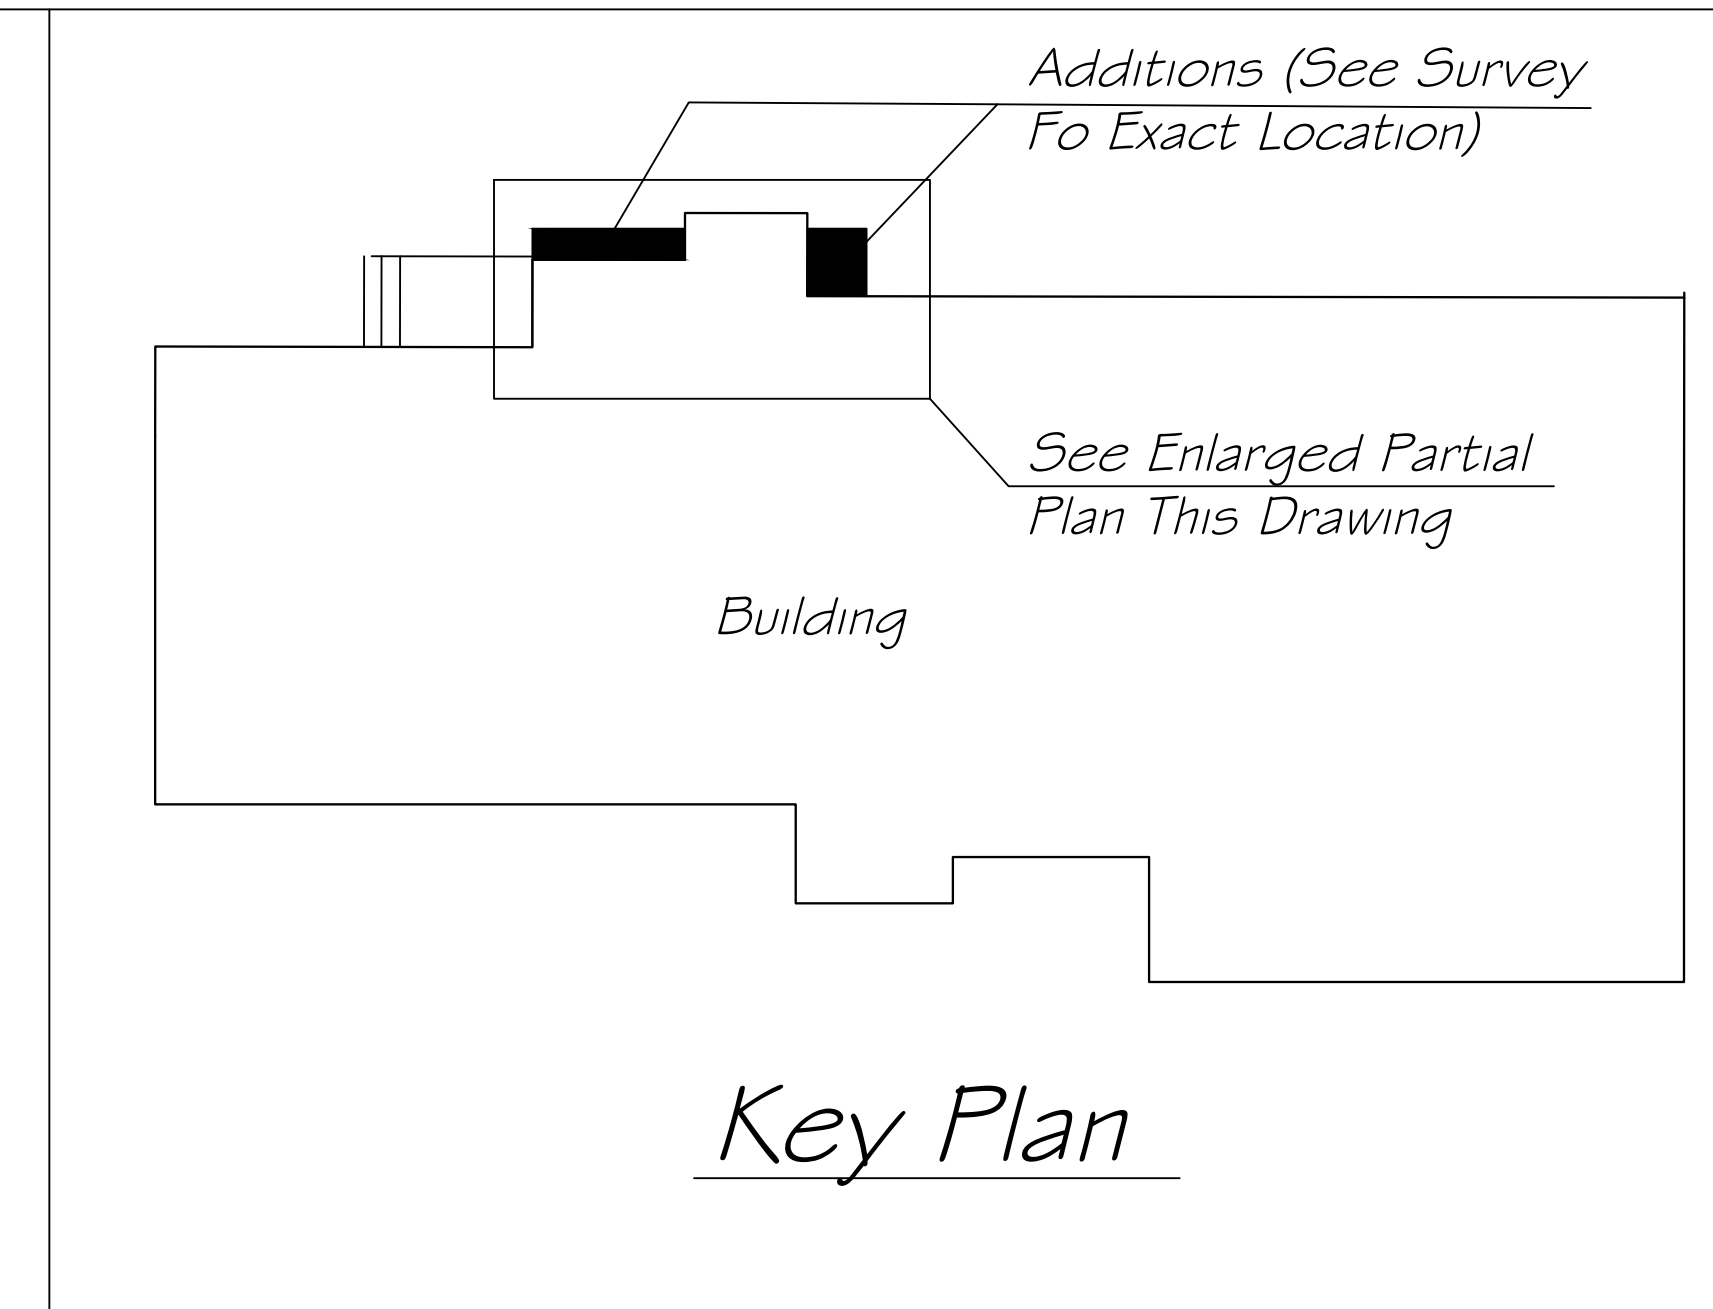 Additions (See Survey
Fo Exact Location)
See Enlarged Partial
Plan This Drawing
Building
Key Plan